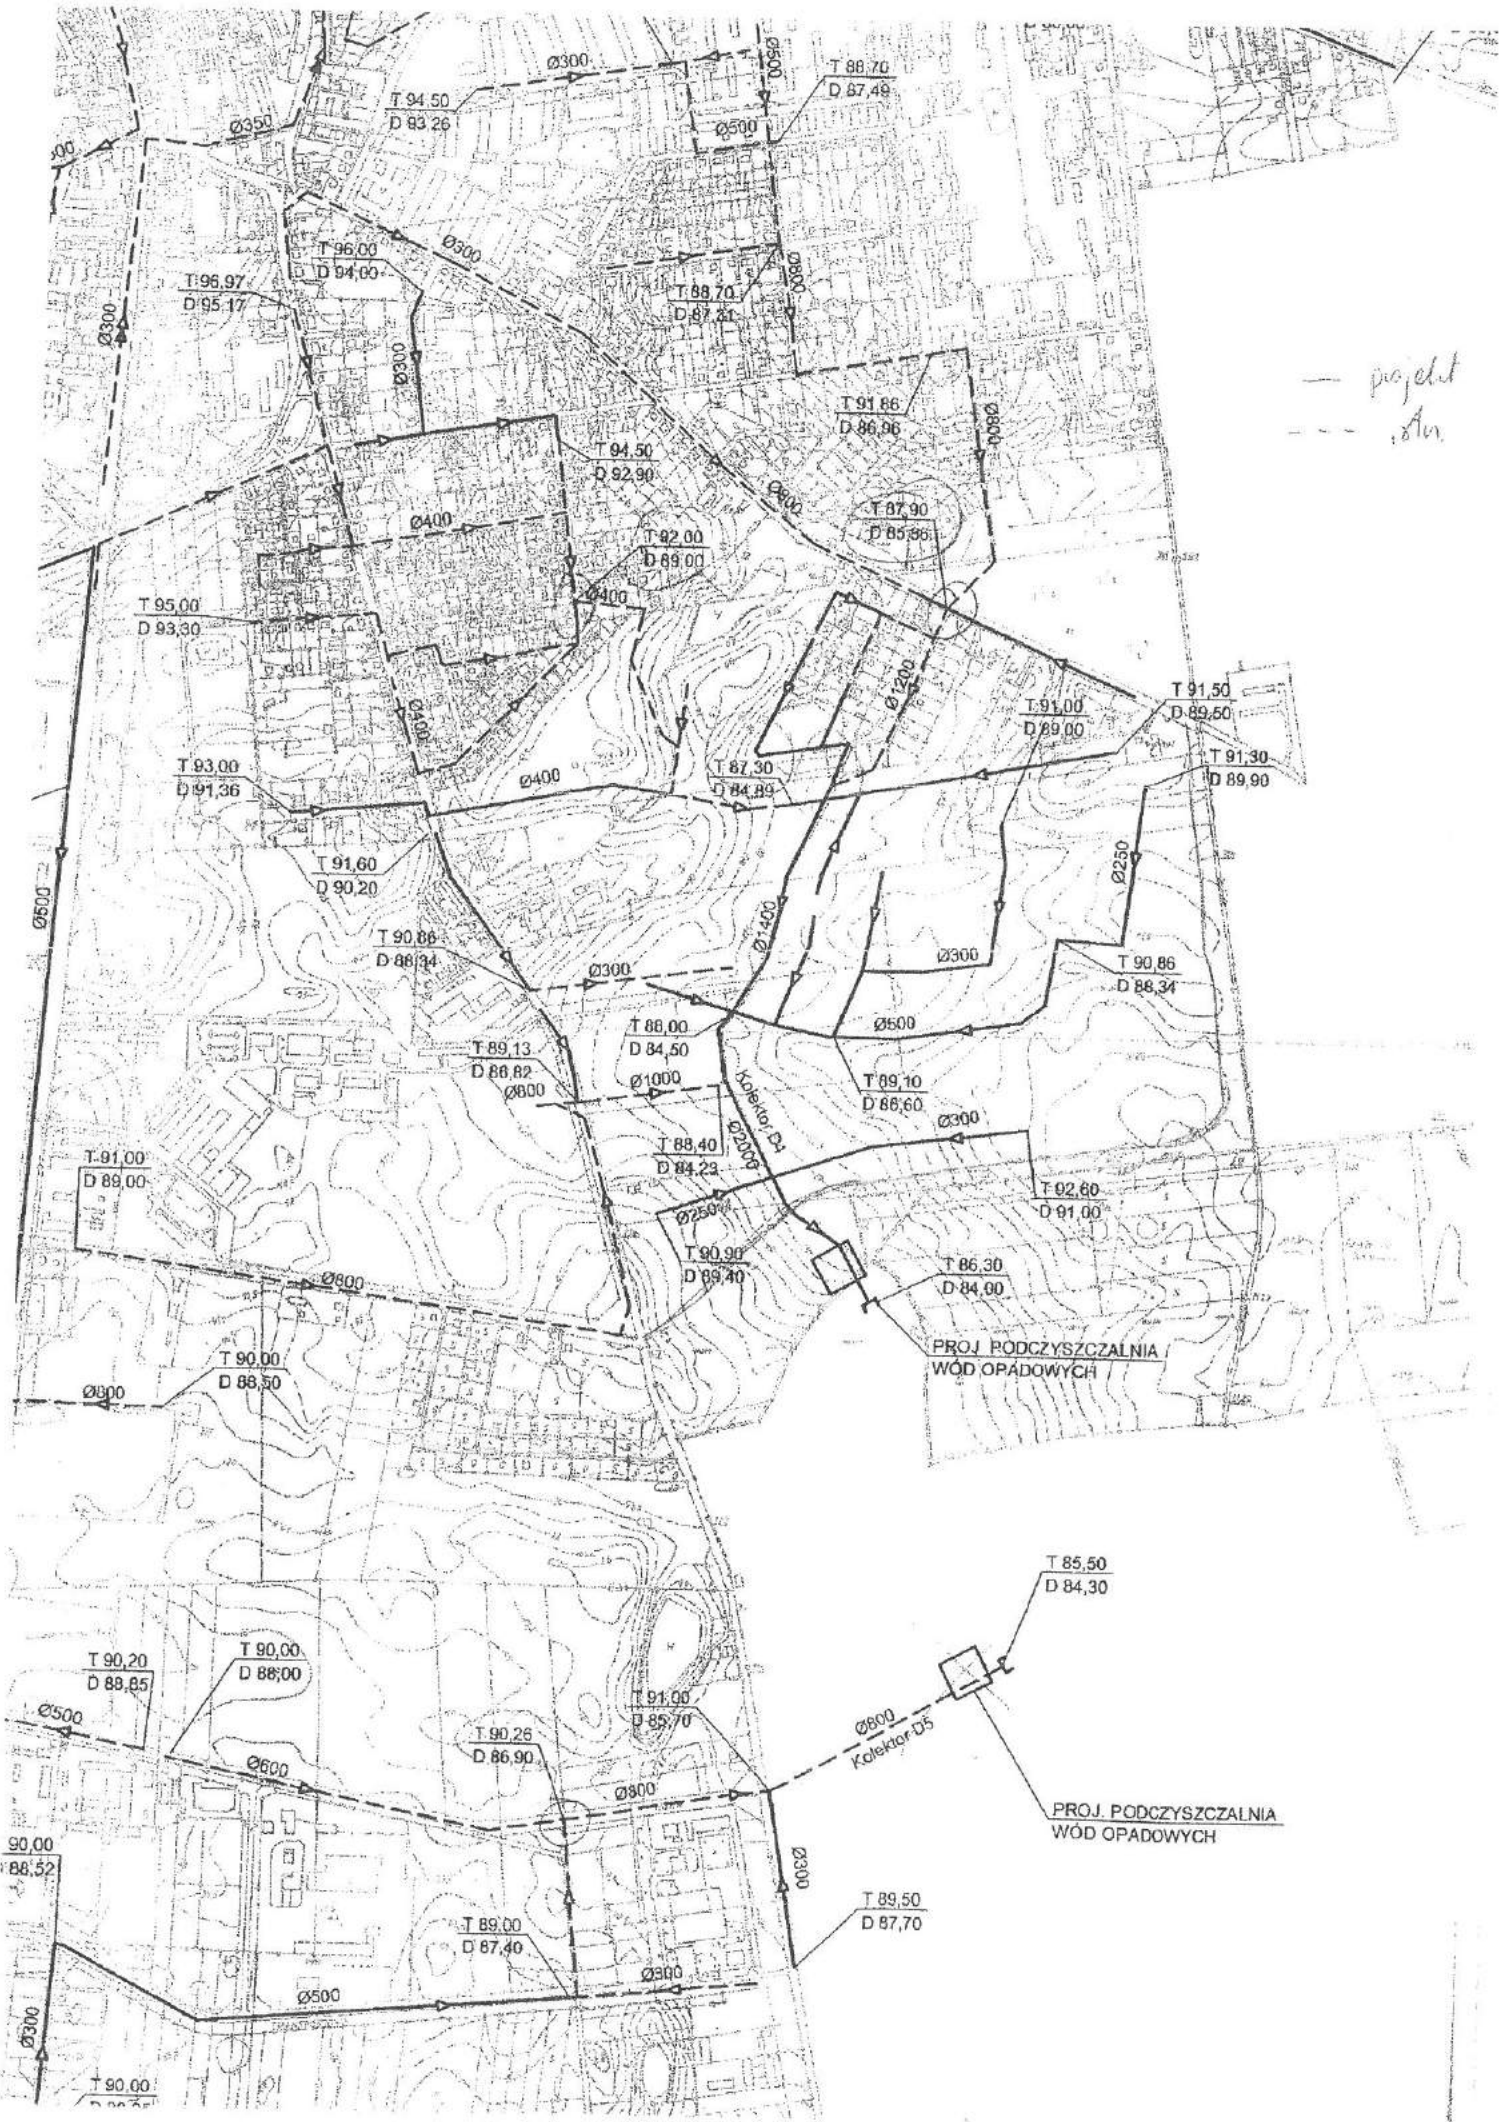 Ø300
Ø500
T 88,70
D 87,49
T 94,50
D 93,26
Ø350
Ø500
Ø300
T 96,00
D 94,00
T 96,97
D 95,17
Ø300
Ø800
T 88,70
D 87,21
Ø300
T 91,86
D 86,96
Ø800
projekt
T 94,50
D 92,90
Ø400
Ø800
T 87,90
D 85,86
T 92,00
D 89,00
Ø400
T 95,00
D 93,30
Ø1200
Ø400
T 91,00
D 89,00
T 91,50
D 89,50
T 93,00
D 91,36
Ø400
T 87,30
D 84,89
T 91,30
D 89,90
T 91,60
D 90,20
Ø250
Ø500
Ø1400
T 90,86
D 88,34
Ø300
Ø300
T 90,86
D 88,34
T 88,00
D 84,50
Ø500
T 89,13
D 86,82
Ø800
Ø1000
Kolektor D4
Ø2000
T 89,10
D 86,60
Ø300
T 88,40
D 84,23
T 91,00
D 89,00
T 92,60
D 91,00
Ø250
T 90,90
D 89,40
Ø800
T 86,30
D 84,00
PROJ. PODCZYSZCZALNIA
WÓD OPADOWYCH
T 90,00
D 88,50
Ø800
T 85,50
D 84,30
T 90,20
D 88,85
T 90,00
D 88,00
Ø500
T 91,00
D 85,70
T 90,26
D 86,90
Ø800
Kolektor D5
Ø600
Ø800
PROJ. PODCZYSZCZALNIA
WÓD OPADOWYCH
90,00
88,52
Ø300
T 89,50
D 87,70
T 89,00
D 87,40
Ø300
Ø500
Ø300
T 90,00